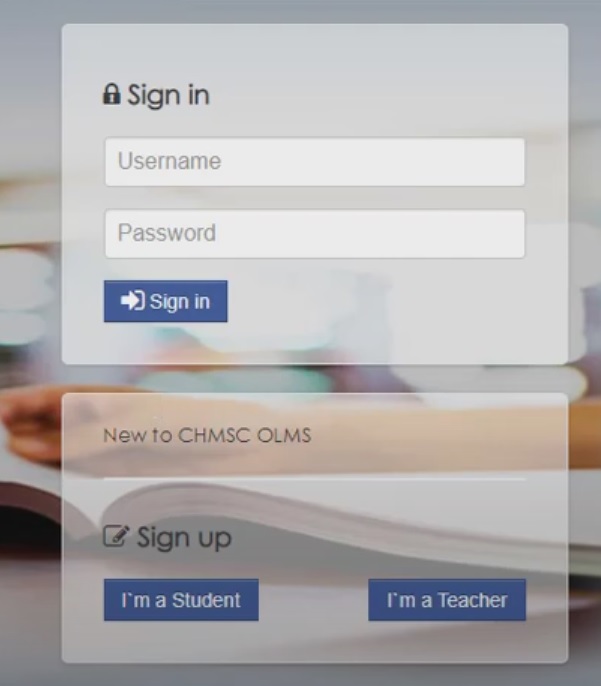 Sign in
Username
Password
Sign in
New to CHMSC OLMS
Sign up
I`m a Student
I`m a Teacher